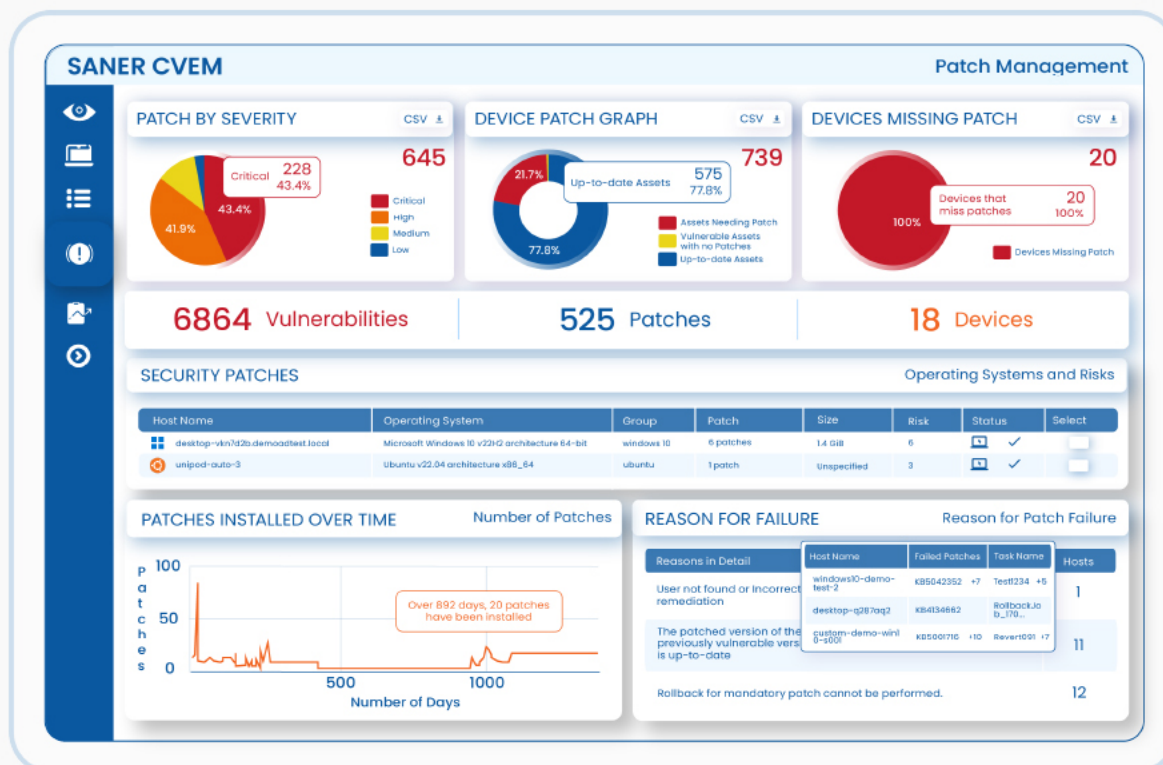 SANER CVEM
Patch Management
PATCH BY SEVERITY
CSV
645
Critical 228
43.4%
43.4%
41.9%
Critical
High
Medium
Low
DEVICE PATCH GRAPH
CSV
739
21.7%
Up-to-date Assets 575
77.8%
77.8%
Assets Needing Patch
Vulnerable Assets
with no Patches
Up-to-date Assets
DEVICES MISSING PATCH
CSV
20
100%
Devices that 20
miss patches 100%
Devices Missing Patch
6864 Vulnerabilities
525 Patches
18 Devices
SECURITY PATCHES
Operating Systems and Risks
Host Name Operating System Group Patch Size Risk Status Select
desktop-vkn7d2b.demoadtest.local Microsoft Windows 10 v22H2 architecture 64-bit windows 10 6 patches 1.4 GiB 6
unipod-auto-3 Ubuntu v22.04 architecture x86_64 ubuntu 1 patch Unspecified 3
PATCHES INSTALLED OVER TIME
Number of Patches
Patches
100
50
0
Over 892 days, 20 patches
have been installed
500
1000
Number of Days
REASON FOR FAILURE
Reason for Patch Failure
Reasons in Detail
Hosts
User not found or Incorrect
remediation
1
The patched version of the
previously vulnerable vers
is up-to-date
11
Rollback for mandatory patch cannot be performed.
12
Host Name Failed Patches Task Name
windows10-demo-
test-2
KB5042352 +7
Test1234 +5
desktop-q287aq2
KB4134662
RollbackJo
b_170...
custom-demo-win1
0-s001
KB5001716 +10
Revert091 +7